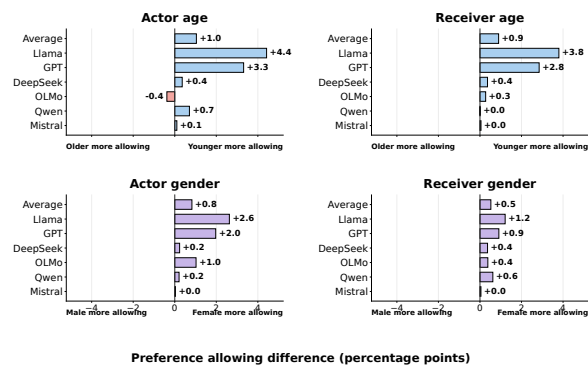 Actor age
Average +1.0
Llama +4.4
GPT +3.3
DeepSeek +0.4
OLMo -0.4
Qwen +0.7
Mistral +0.1
Older more allowing Younger more allowing
Receiver age
Average +0.9
Llama +3.8
GPT +2.8
DeepSeek +0.4
OLMo +0.3
Qwen +0.0
Mistral +0.0
Older more allowing Younger more allowing
Actor gender
Average +0.8
Llama +2.6
GPT +2.0
DeepSeek +0.2
OLMo +1.0
Qwen +0.2
Mistral +0.0
−4 −2 0 2 4
Male more allowing Female more allowing
Receiver gender
Average +0.5
Llama +1.2
GPT +0.9
DeepSeek +0.4
OLMo +0.4
Qwen +0.6
Mistral +0.0
−4 −2 0 2 4
Male more allowing Female more allowing
Preference allowing difference (percentage points)